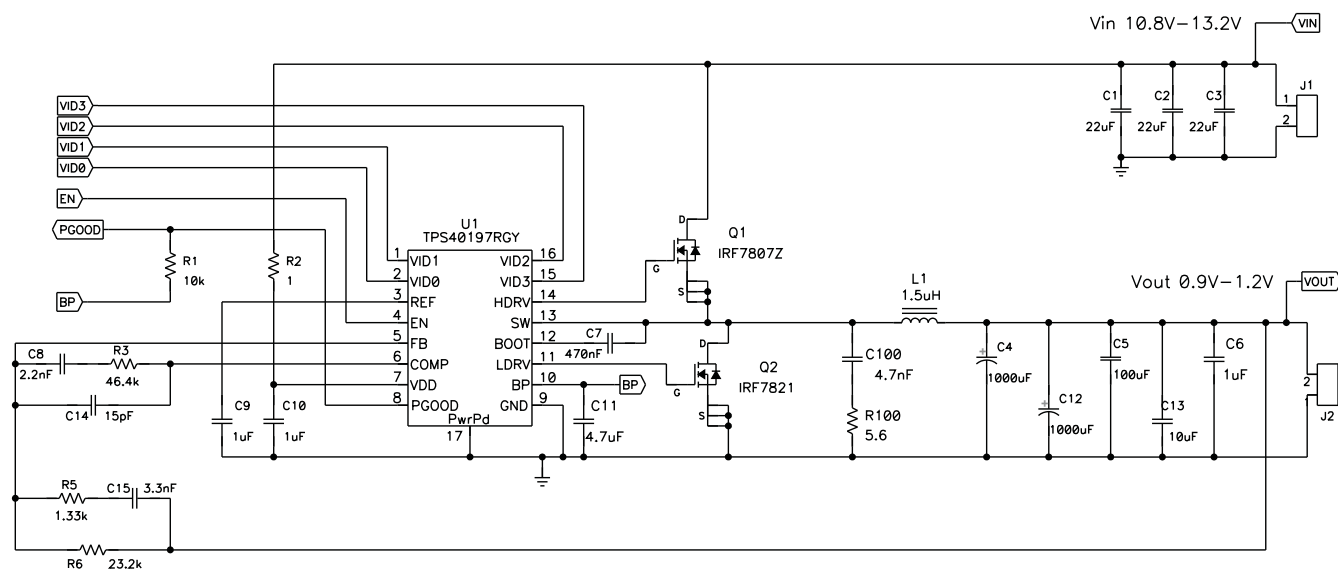 Vin 10.8V-13.2V
VIN
C1
22uF
C2
22uF
C3
22uF
J1
1
2
VID3
VID2
VID1
VID0
EN
PGOOD
BP
R1
10k
R2
1
U1
TPS40197RGY
1 VID1
2 VID0
3 REF
4 EN
5 FB
6 COMP
7 VDD
8 PGOOD
VID2 16
VID3 15
HDRV 14
SW 13
BOOT 12
LDRV 11
BP 10
GND 9
PwrPd
17
D
G
S
Q1
IRF7807Z
D
G
S
Q2
IRF7821
C7
470nF
BP
C11
4.7uF
L1
1.5uH
Vout 0.9V-1.2V
VOUT
C100
4.7nF
R100
5.6
+
C4
1000uF
+
C12
1000uF
C5
100uF
C13
10uF
C6
1uF
2
1
J2
C8
2.2nF
R3
46.4k
C14
15pF
C9
1uF
C10
1uF
R5
1.33k
C15
3.3nF
R6
23.2k